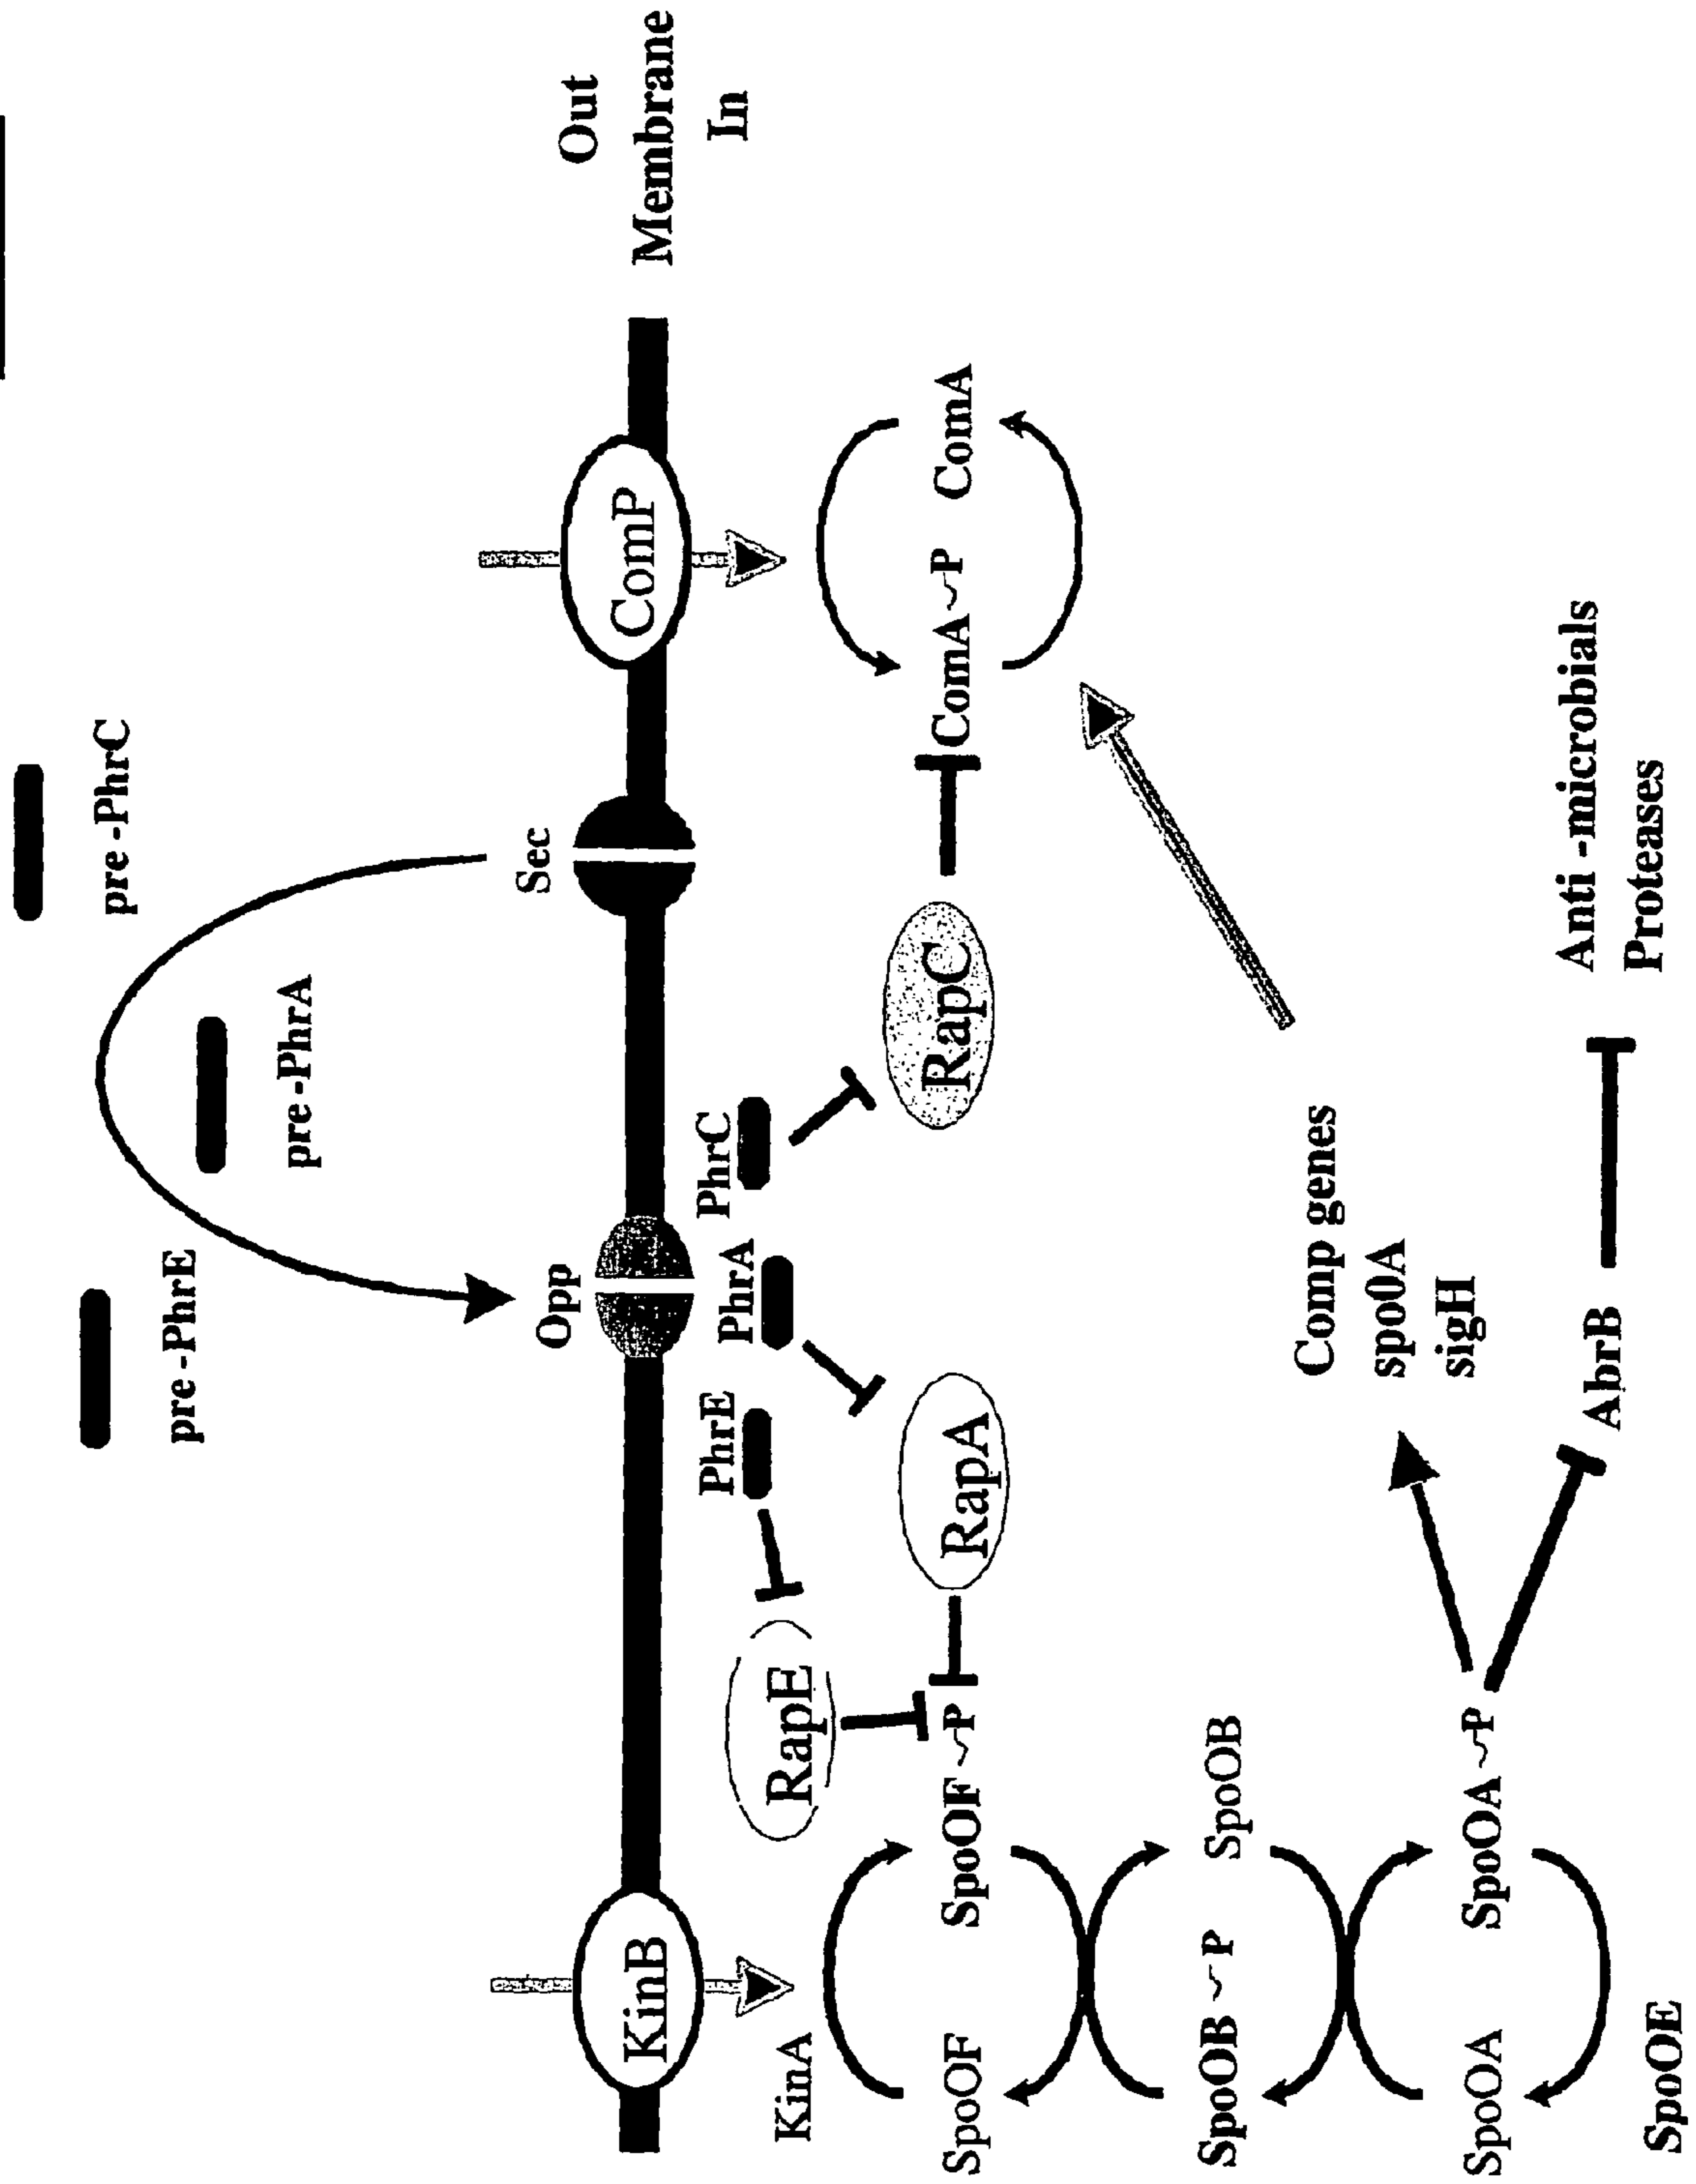 pre -PhrC
pre -PhrE
pre -PhrA
Out
Membrane
In
Opp
Sec
KinB
ComP
PhrE
PhrA
PhrC
KinA
RapE
SpoOF
SpoOF ~P
RapA
RapC
ComA ~P
ComA
SpoOB ~P
SpoOB
Comp genes
spo0A
sigH
SpoOA
SpoOA ~P
AbrB
Anti -microbials
Proteases
SpoOE